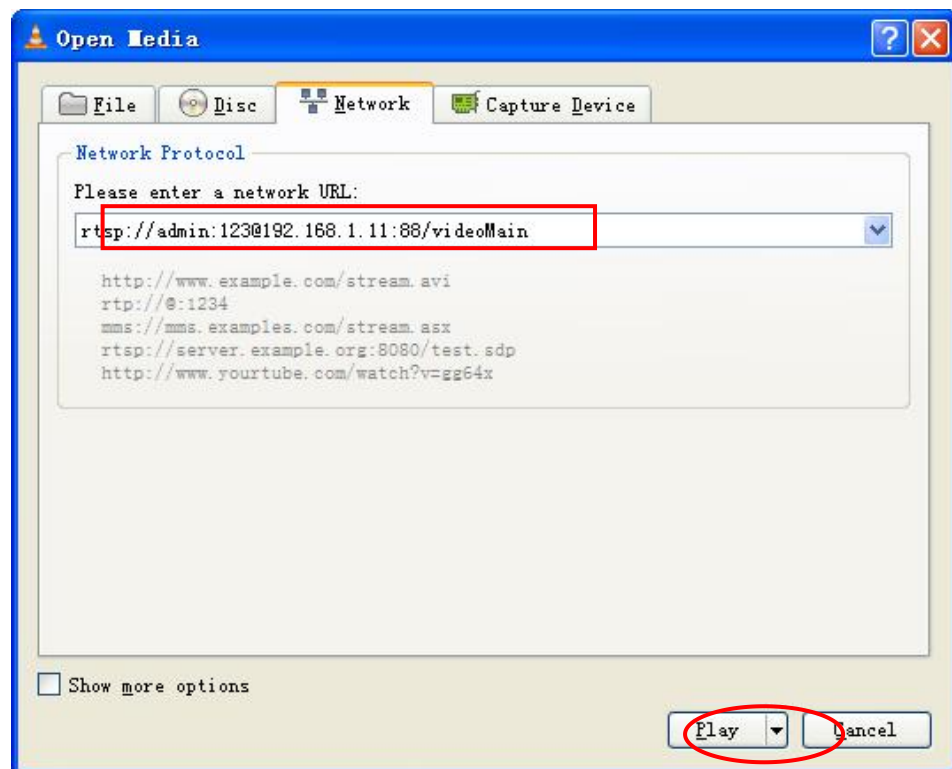 Open Media
File Disc Network Capture Device
Network Protocol
Please enter a network URL:
rtsp://admin:123@192.168.1.11:88/videoMain
http://www.example.com/stream.avi
rtp://@:1234
mms://mms.examples.com/stream.asx
rtsp://server.example.org:8080/test.sdp
http://www.yourtube.com/watch?v=gg64x
Show more options
Play Cancel